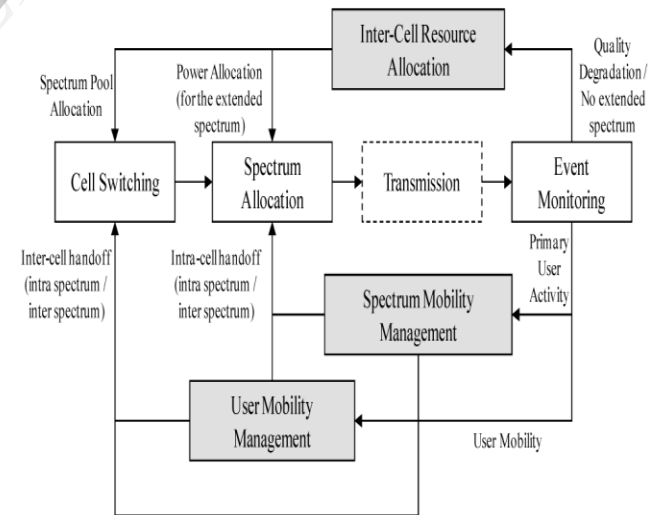 Inter-Cell Resource
Allocation
Quality
Degradation /
No extended
spectrum
Spectrum Pool
Allocation
Power Allocation
(for the extended
spectrum)
Cell Switching
Spectrum
Allocation
Transmission
Event
Monitoring
Inter-cell handoff
(intra spectrum /
inter spectrum)
Intra-cell handoff
(intra spectrum /
inter spectrum)
Primary
User
Activity
Spectrum Mobility
Management
User Mobility
Management
User Mobility